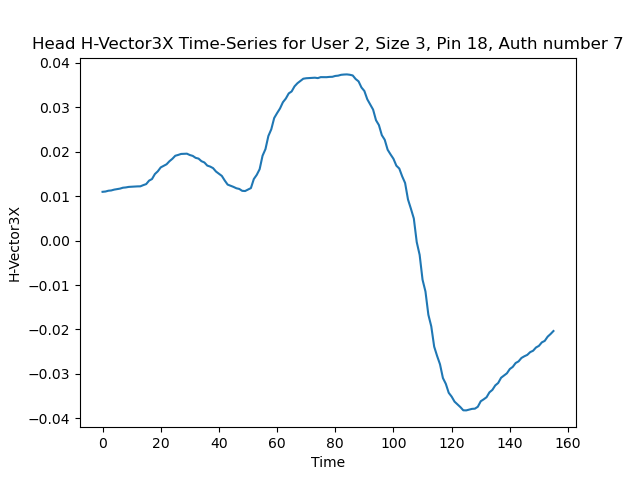 Head H-Vector3X Time-Series for User 2, Size 3, Pin 18, Auth number 7
0.04
0.03
0.02
0.01
0.00
−0.01
−0.02
−0.03
−0.04
H-Vector3X
0 20 40 60 80 100 120 140 160
Time